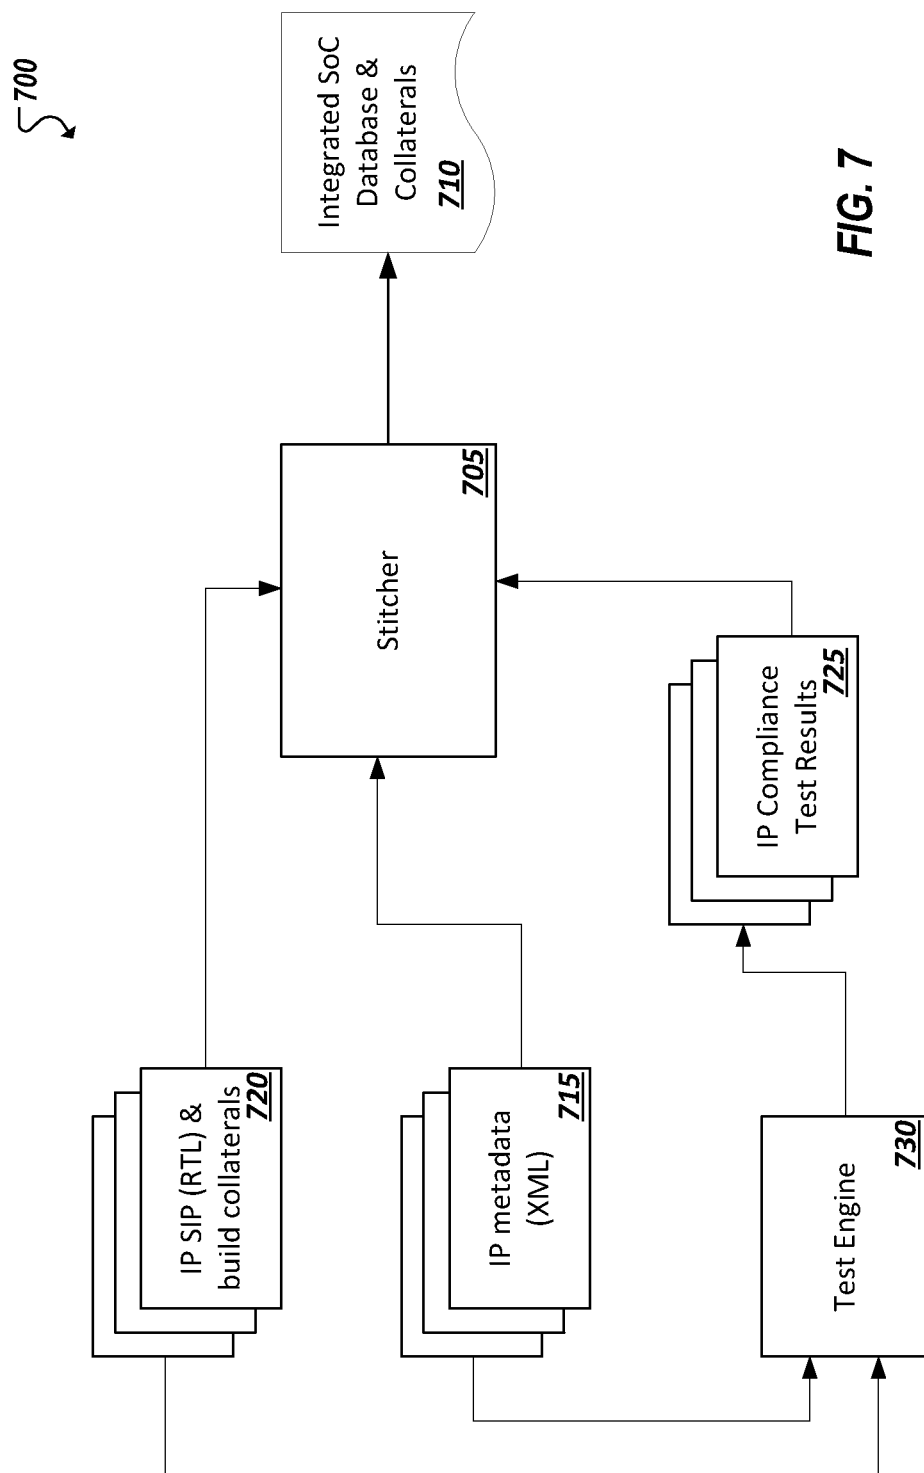 700
IP SIP (RTL) &
build collaterals
720
IP metadata
(XML)
715
Test Engine
730
IP Compliance
Test Results
725
Stitcher
705
Integrated SoC
Database &
Collaterals
710
FIG. 7